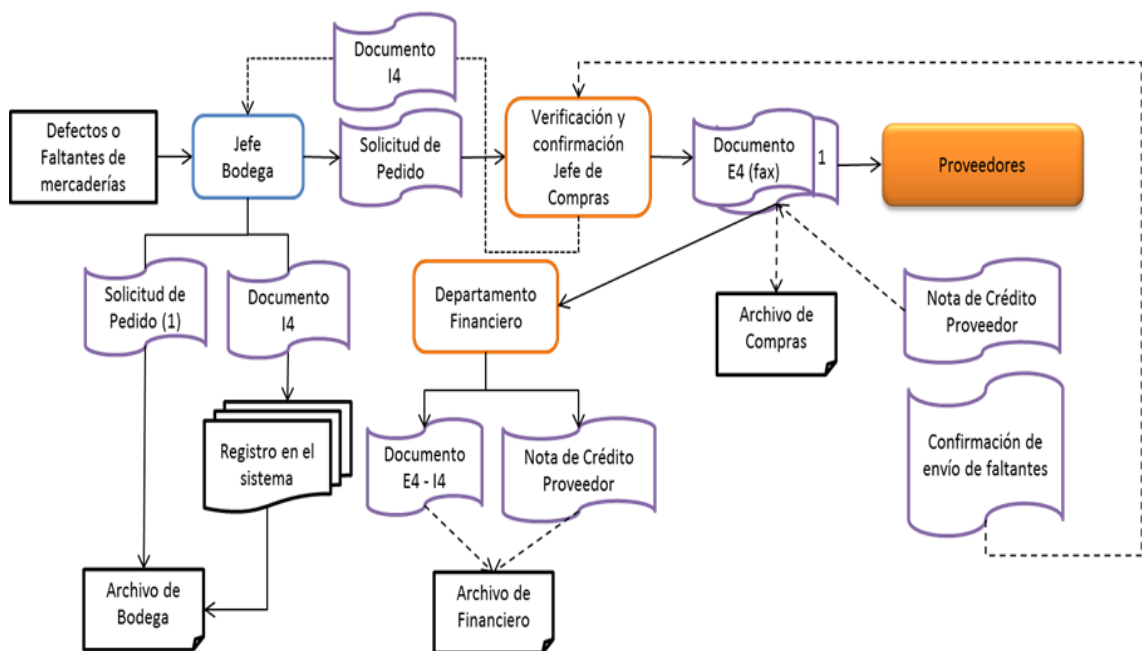 Documento
I4
Defectos o
Faltantes de
mercaderías
Jefe
Bodega
Solicitud de
Pedido
Verificación y
confirmación
Jefe de
Compras
Documento
E4 (fax)
1
Proveedores
Solicitud de
Pedido (1)
Documento
I4
Departamento
Financiero
Archivo de
Compras
Nota de Crédito
Proveedor
Registro en el
sistema
Documento
E4 - I4
Nota de Crédito
Proveedor
Confirmación de
envío de faltantes
Archivo de
Bodega
Archivo de
Financiero